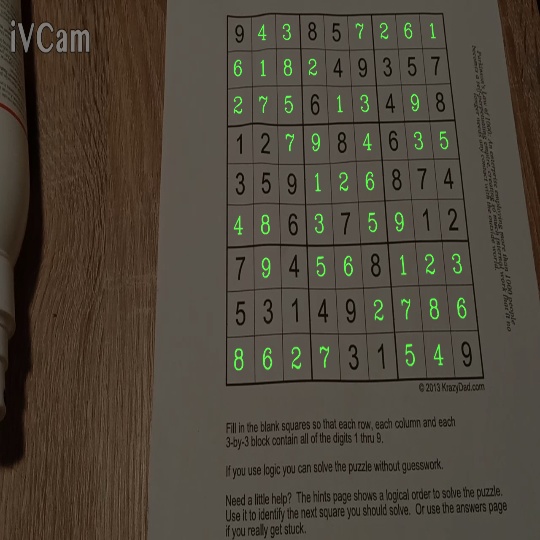 iVCam
9 4 3 8 5 7 2 6 1
6 1 8 2 4 9 3 5 7
2 7 5 6 1 3 4 9 8
1 2 7 9 8 4 6 3 5
3 5 9 1 2 6 8 7 4
4 8 6 3 7 5 9 1 2
7 9 4 5 6 8 1 2 3
5 3 1 4 9 2 7 8 6
8 6 2 7 3 1 5 4 9
© 2013 KrazyDad.com
Fill in the blank squares so that each row, each column and each
3-by-3 block contain all of the digits 1 thru 9.
If you use logic you can solve the puzzle without guesswork.
Need a little help? The hints page shows a logical order to solve the puzzle.
Use it to identify the next square you should solve. Or use the answers page
if you really get stuck.